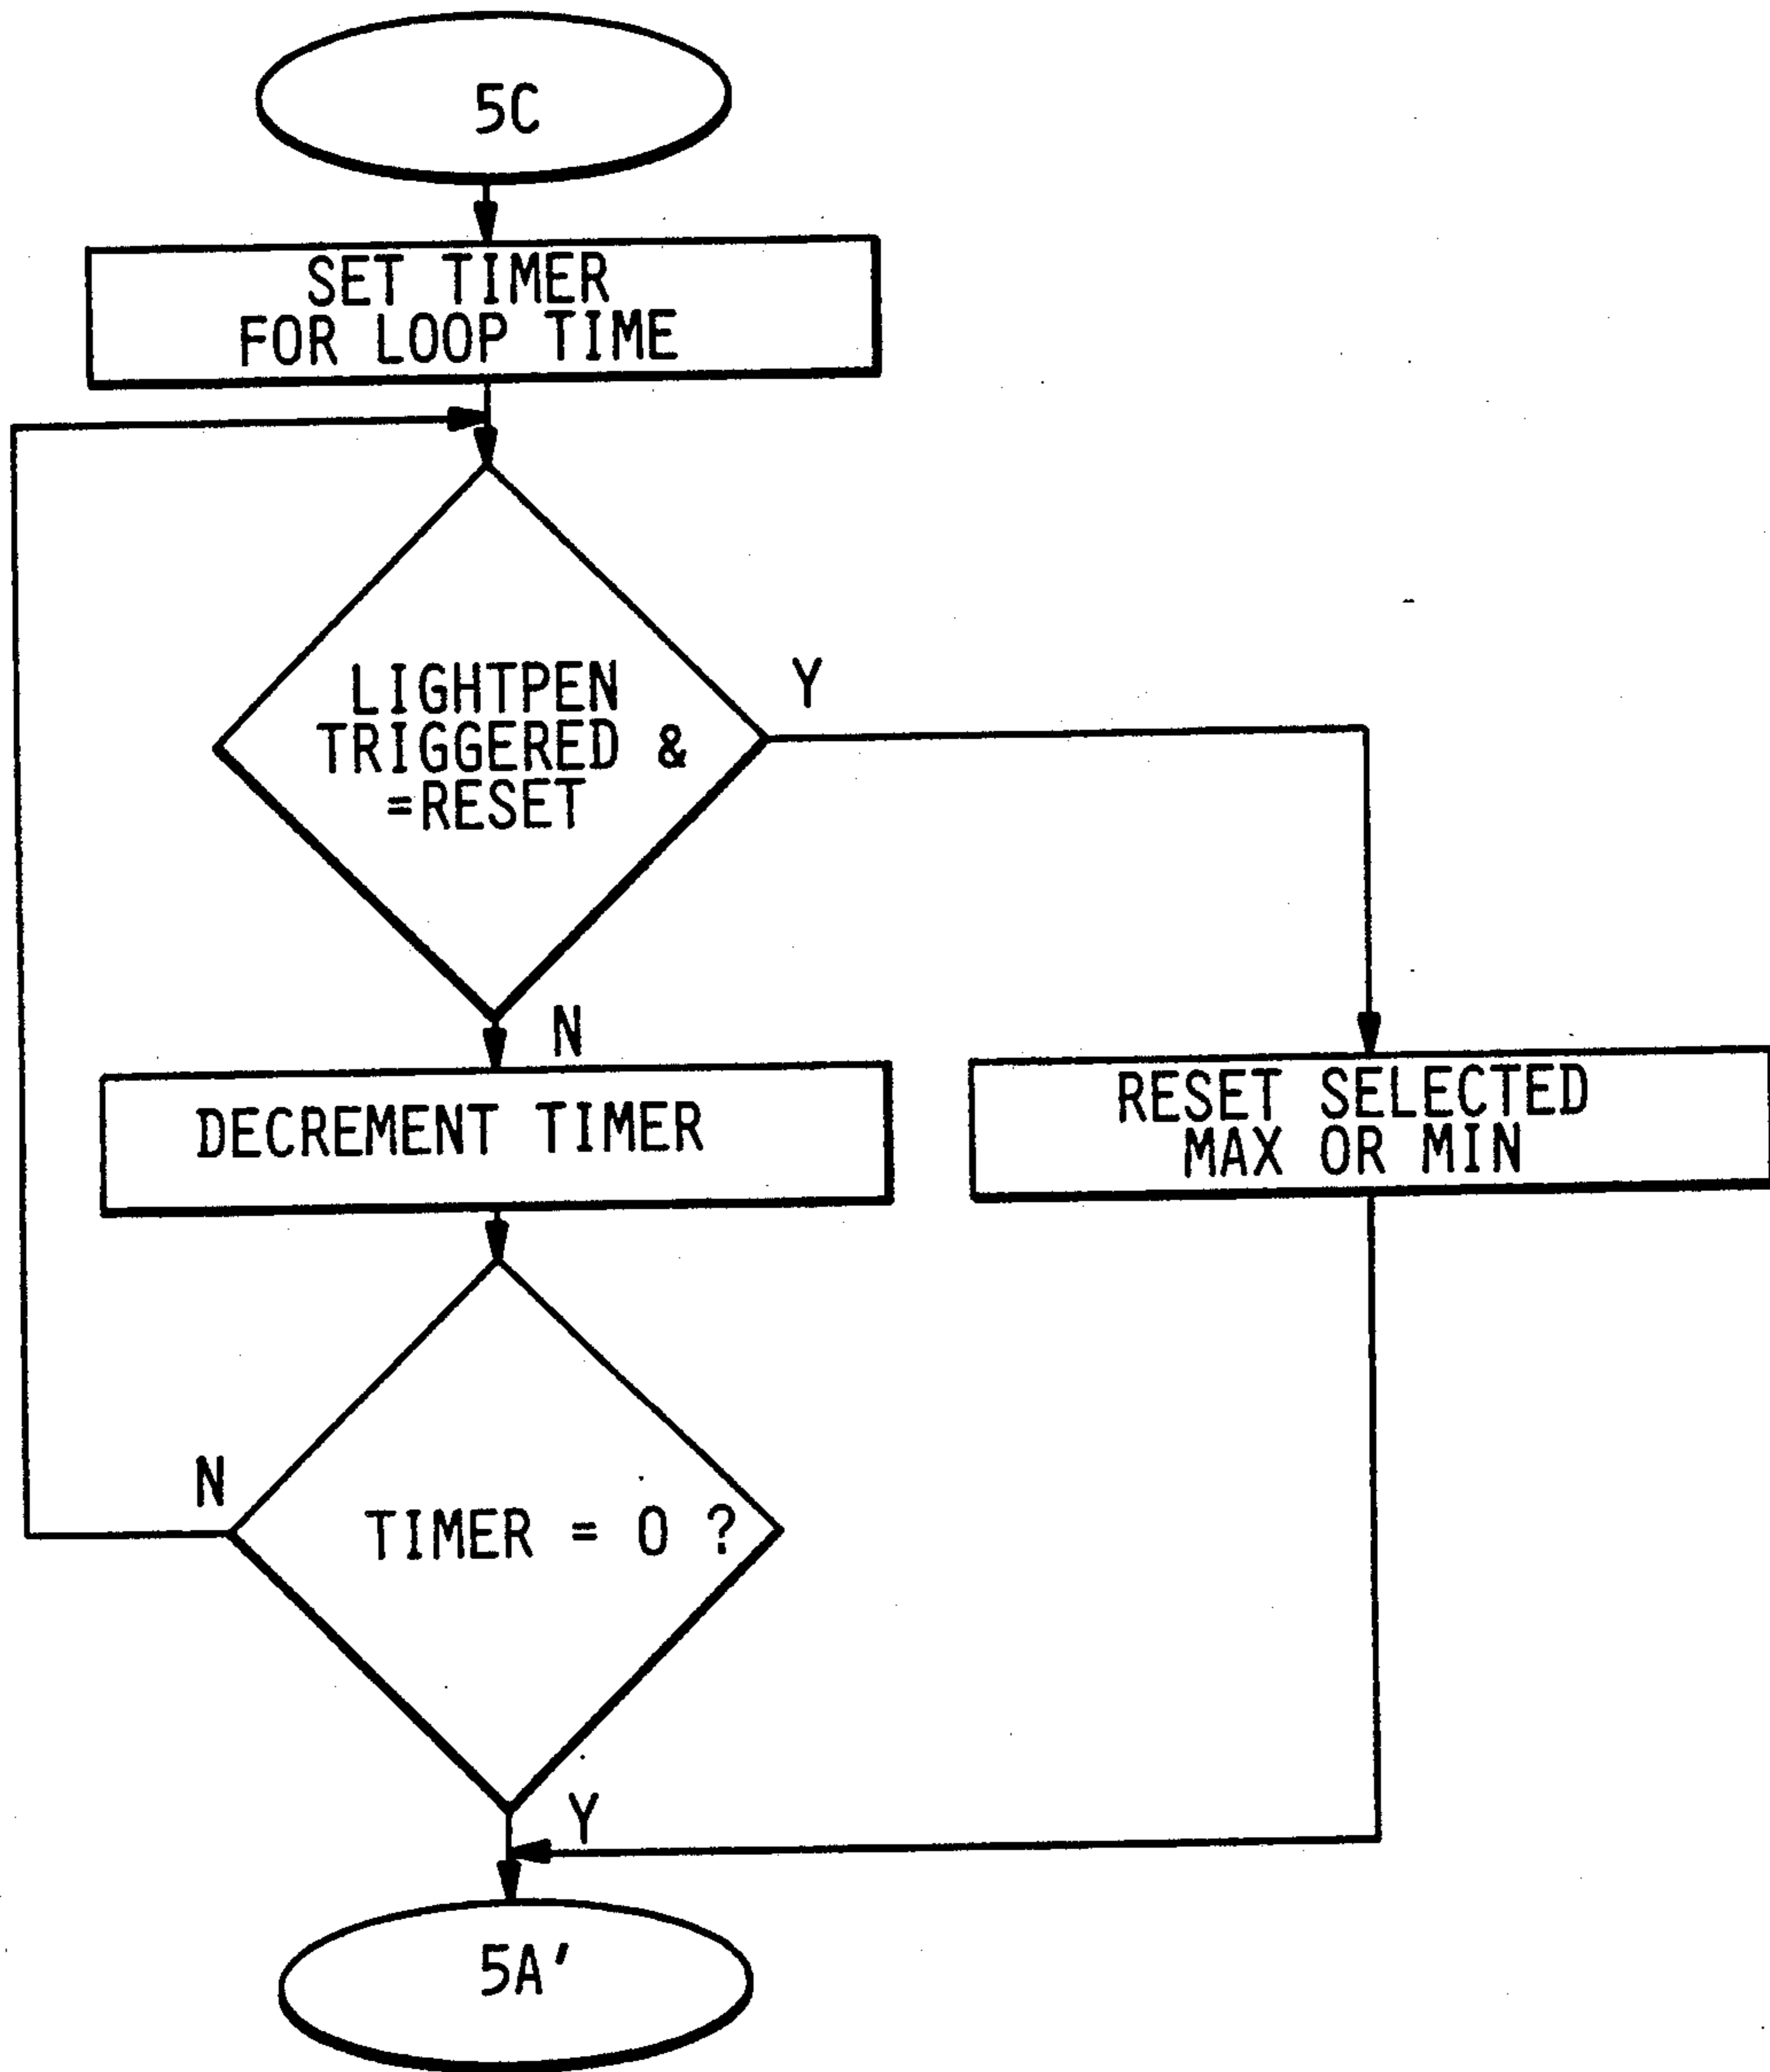 5C
SET TIMER
FOR LOOP TIME
LIGHTPEN
TRIGGERED &
=RESET
Y
N
DECREMENT TIMER
RESET SELECTED
MAX OR MIN
N
TIMER = 0 ?
Y
5A'